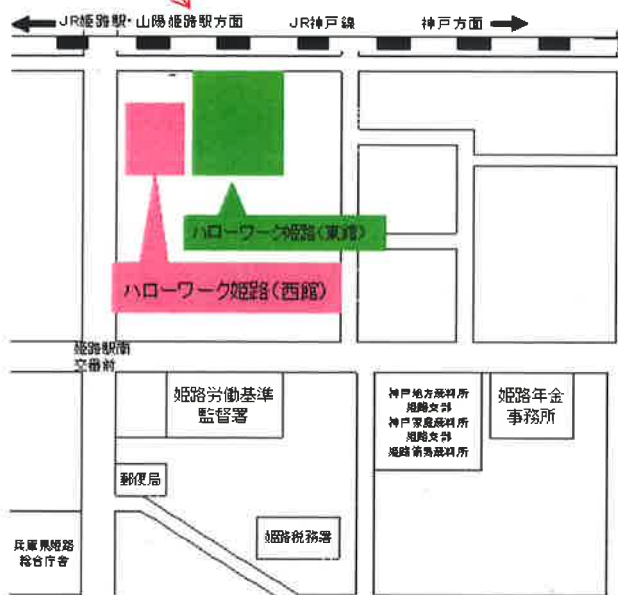 JR姫路駅・山陽姫路駅方面
JR神戸線
神戸方面
ハローワーク姫路(東館)
ハローワーク姫路(西館)
姫路駅南
交番前
姫路労働基準
監督署
神戸地方裁判所
姫路支部
神戸家庭裁判所
姫路支部
姫路簡易裁判所
姫路年金
事務所
郵便局
姫路税務署
兵庫県姫路
総合庁舎